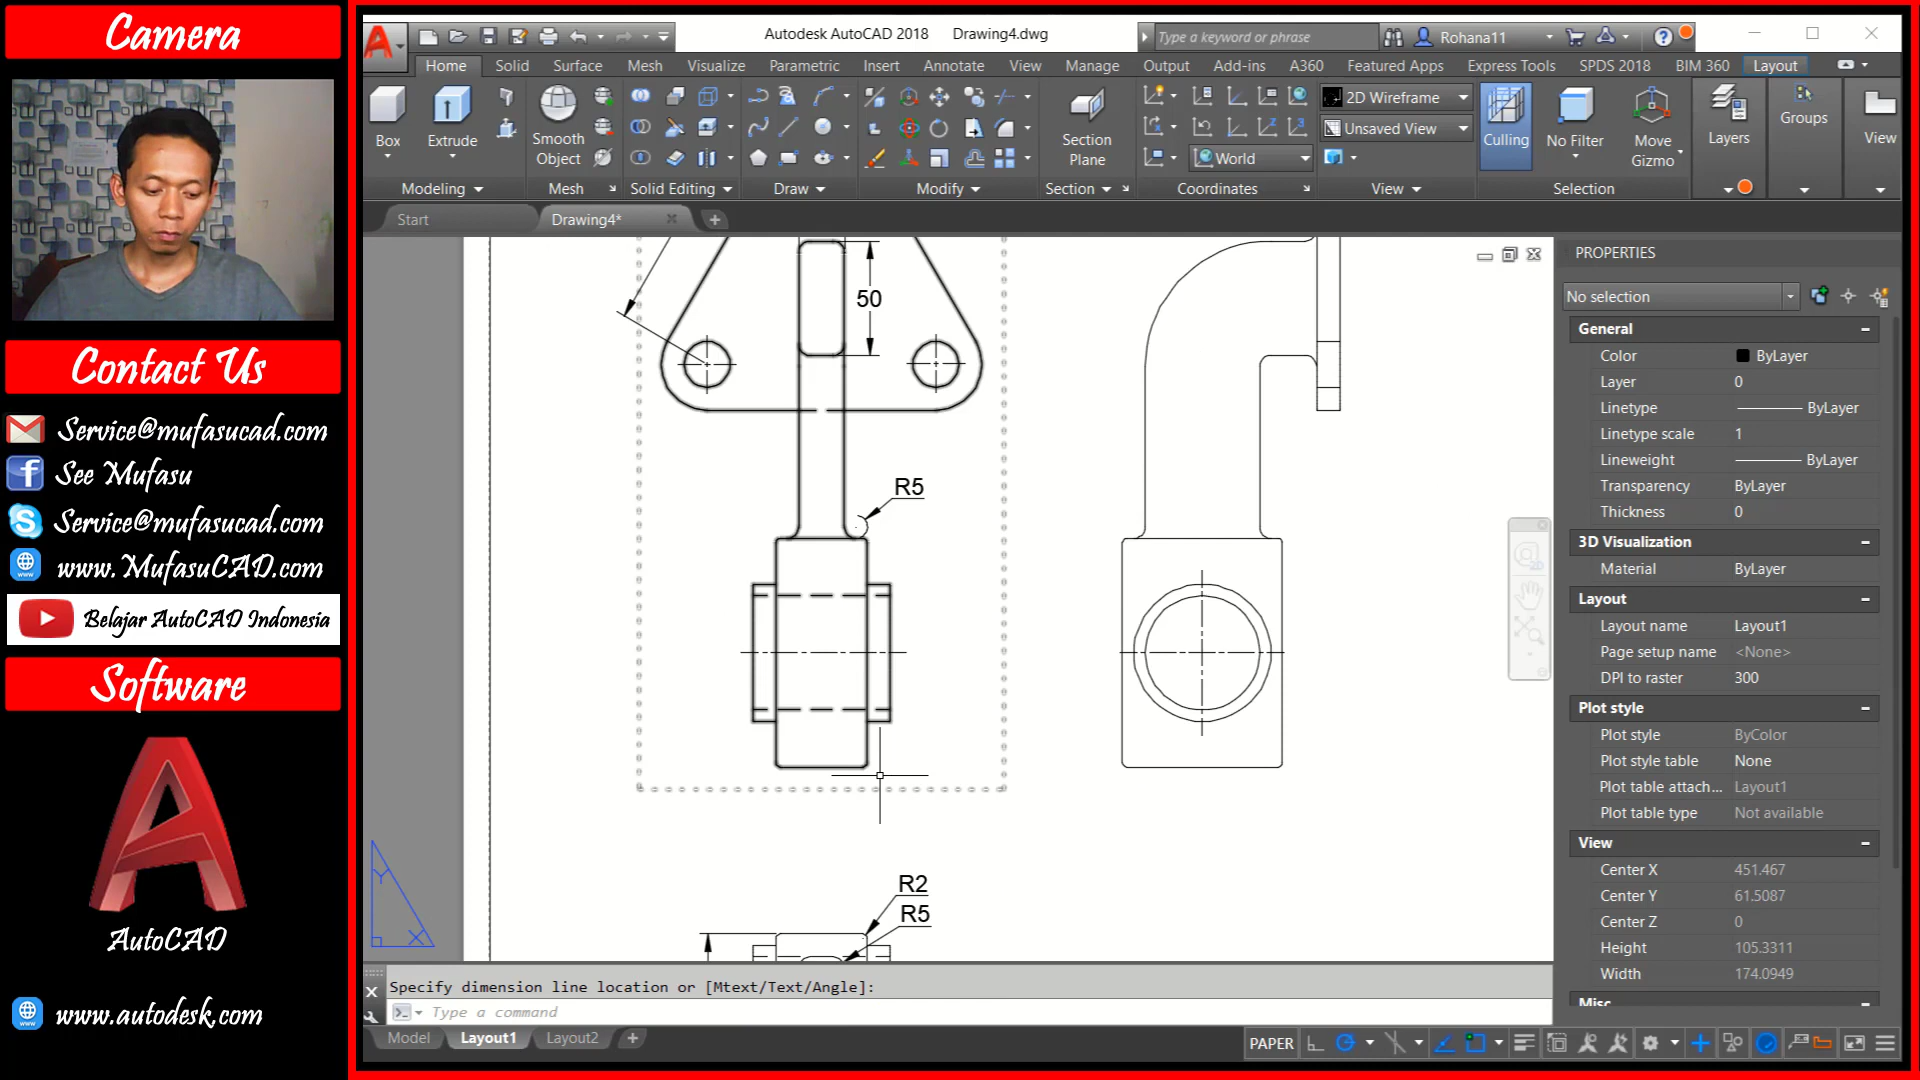 Camera
Contact Us
Service@mufasucad.com
See Mufasu
Service@mufasucad.com
www.MufasuCAD.com
Belajar AutoCAD Indonesia
Software
AutoCAD
www.autodesk.com
Autodesk AutoCAD 2018 Drawing4.dwg
Type a keyword or phrase
Rohana11
Home Solid Surface Mesh Visualize Parametric Insert Annotate View Manage Output Add-ins A360 Featured Apps Express Tools SPDS 2018 BIM 360 Layout
Box
Extrude
Smooth Object
Section Plane
World
2D Wireframe
Unsaved View
Culling
No Filter
Move Gizmo
Layers
Groups
View
Modeling Mesh Solid Editing Draw Modify Section Coordinates View Selection
Start Drawing4*
50
R5
R2
R5
Y
X
2D
PROPERTIES
No selection
General
Color ByLayer
Layer 0
Linetype ByLayer
Linetype scale 1
Lineweight ByLayer
Transparency ByLayer
Thickness 0
3D Visualization
Material ByLayer
Layout
Layout name Layout1
Page setup name <None>
DPI to raster 300
Plot style
Plot style ByColor
Plot style table None
Plot table attach... Layout1
Plot table type Not available
View
Center X 451.467
Center Y 61.5087
Center Z 0
Height 105.3311
Width 174.0949
Misc
Specify dimension line location or [Mtext/Text/Angle]:
Type a command
Model Layout1 Layout2
PAPER